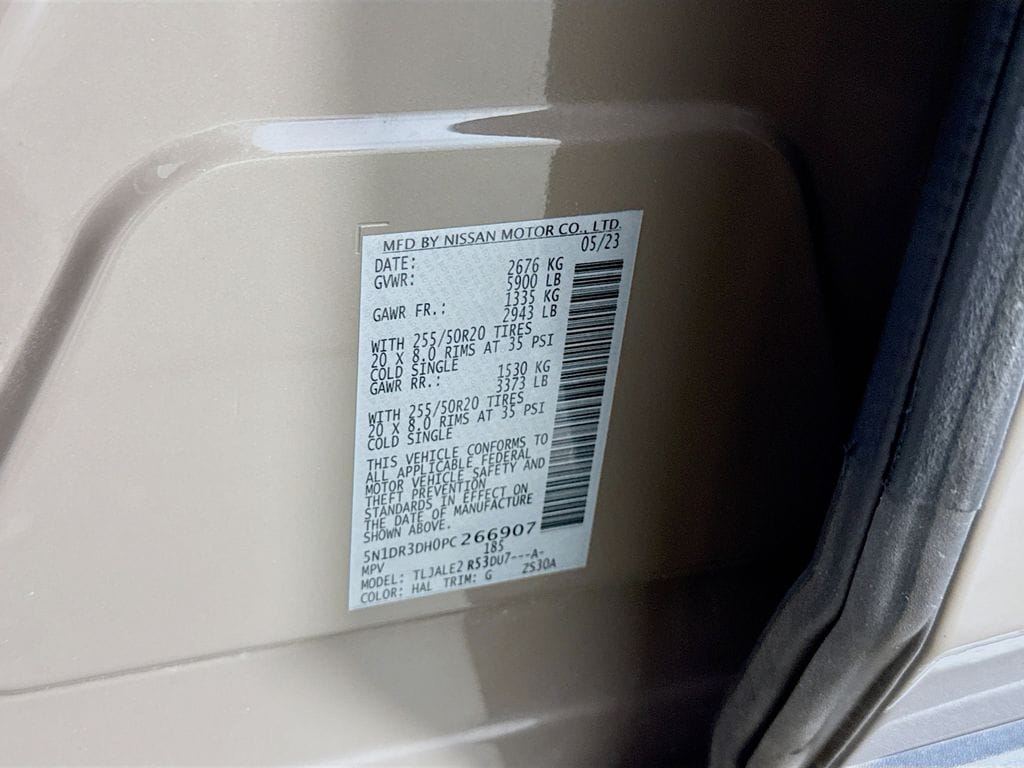 MFD BY NISSAN MOTOR CO., LTD.
DATE: 05/23
GVWR: 2676 KG
5900 LB
GAWR FR.: 1335 KG
2943 LB
WITH 255/50R20 TIRES
20 X 8.0 RIMS AT 35 PSI
COLD SINGLE
GAWR RR.: 1530 KG
3373 LB
WITH 255/50R20 TIRES
20 X 8.0 RIMS AT 35 PSI
COLD SINGLE
THIS VEHICLE CONFORMS TO
ALL APPLICABLE FEDERAL
MOTOR VEHICLE SAFETY AND
THEFT PREVENTION
STANDARDS IN EFFECT ON
THE DATE OF MANUFACTURE
SHOWN ABOVE.
5N1DR3DH0PC266907
MPV 185
MODEL: TLJALE2 R53DU7---A-
COLOR: HAL TRIM: G ZS30A